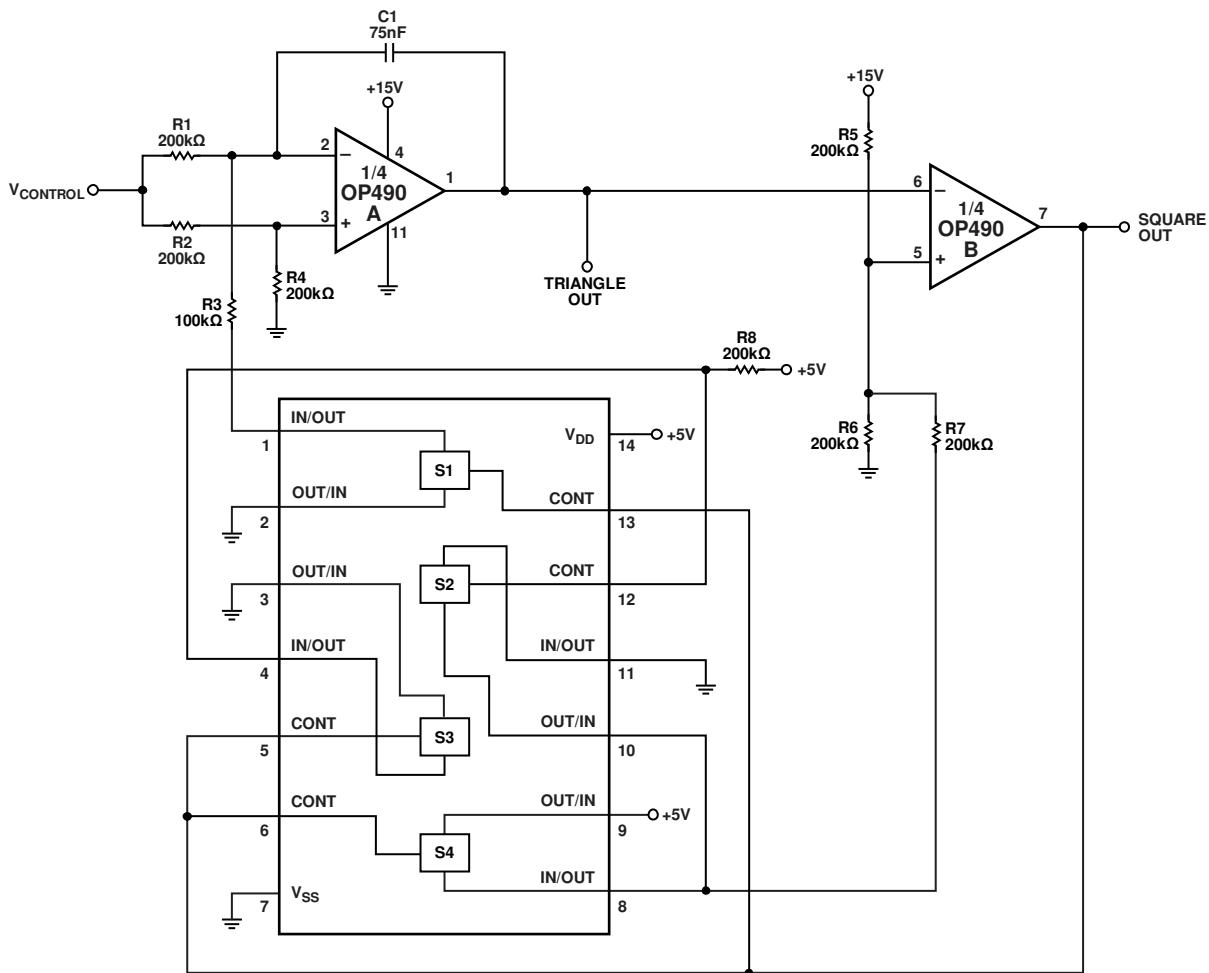 C1
75nF
+15V
+15V
R1
200kΩ
R5
200kΩ
2
–
4
1/4
OP490
A
1
VCONTROL
6
–
1/4
OP490
B
7
SQUARE
OUT
3
+
11
5
+
R2
200kΩ
R4
200kΩ
TRIANGLE
OUT
R3
100kΩ
R8
200kΩ
+5V
IN/OUT
1
VDD
14
+5V
R6
200kΩ
R7
200kΩ
S1
OUT/IN
2
CONT
13
OUT/IN
3
S2
CONT
12
IN/OUT
4
IN/OUT
11
CONT
5
S3
OUT/IN
10
CONT
6
OUT/IN
9
+5V
S4
IN/OUT
8
VSS
7